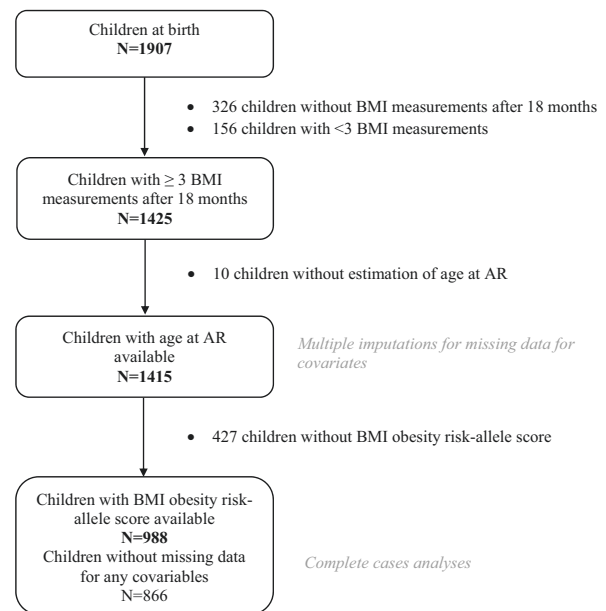 Children at birth
N=1907
• 326 children without BMI measurements after 18 months
• 156 children with <3 BMI measurements
Children with ≥ 3 BMI
measurements after 18 months
N=1425
• 10 children without estimation of age at AR
Children with age at AR
available
N=1415
Multiple imputations for missing data for
covariates
• 427 children without BMI obesity risk-allele score
Children with BMI obesity risk-
allele score available
N=988
Children without missing data
for any covariables
N=866
Complete cases analyses